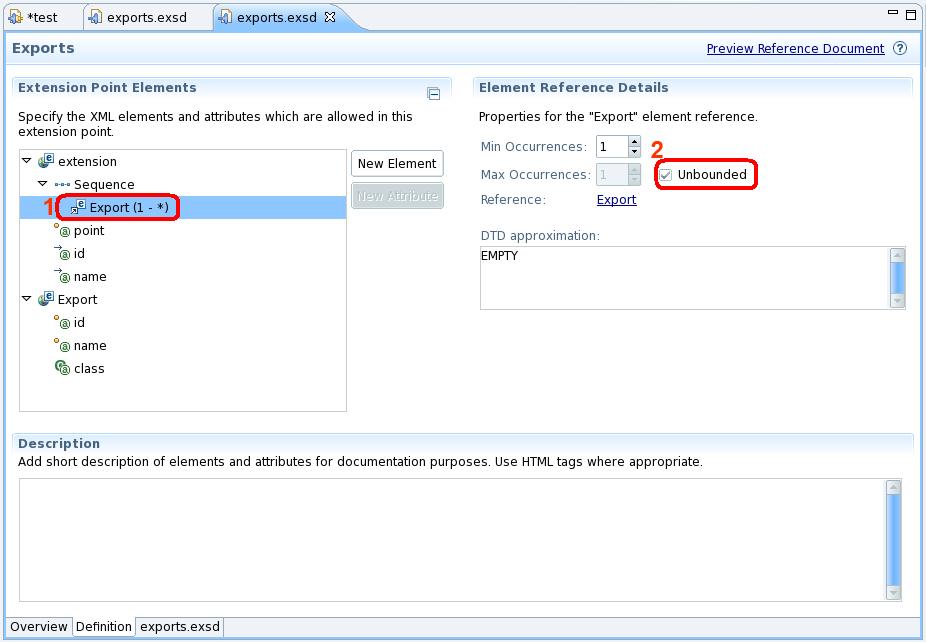 *test exports.exsd exports.exsd
Exports Preview Reference Document ?
Extension Point Elements
Specify the XML elements and attributes which are allowed in this
extension point.
extension
Sequence
1 Export (1 - *)
point
id
name
Export
id
name
class
New Element
New Attribute
Element Reference Details
Properties for the "Export" element reference.
Min Occurrences: 1
2
Max Occurrences: 1 Unbounded
Reference: Export
DTD approximation:
EMPTY
Description
Add short description of elements and attributes for documentation purposes. Use HTML tags where appropriate.
Overview Definition exports.exsd